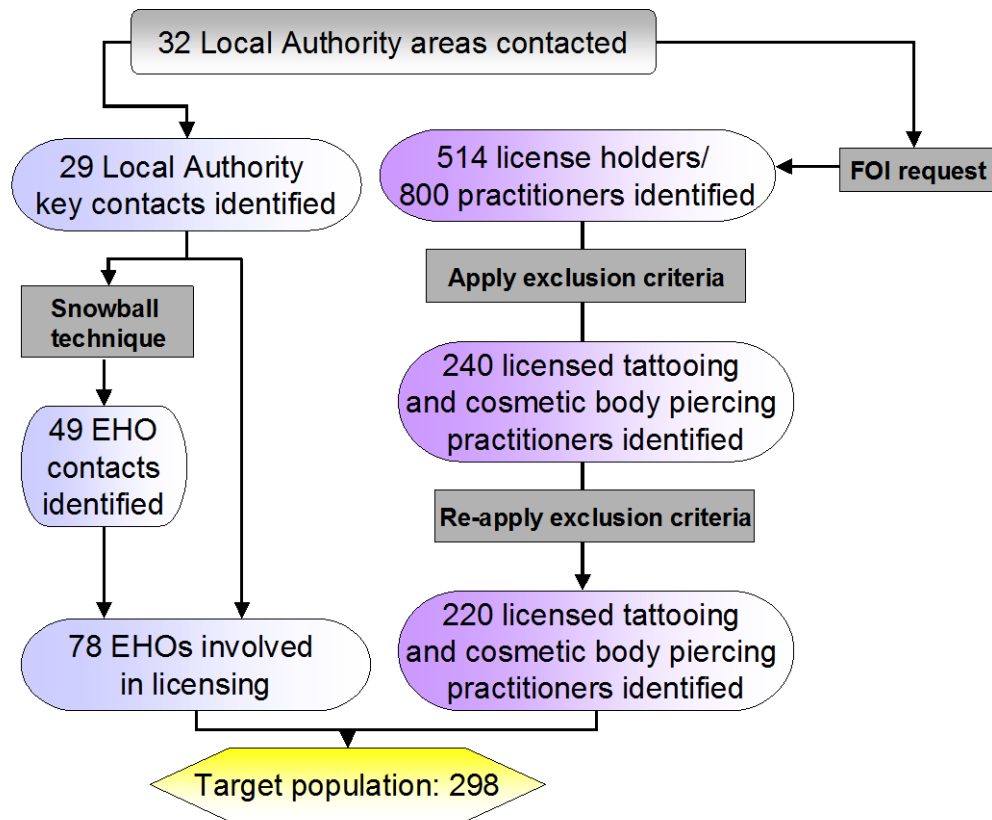 32 Local Authority areas contacted
29 Local Authority
key contacts identified
514 license holders/
800 practitioners identified
FOI request
Apply exclusion criteria
Snowball
technique
240 licensed tattooing
and cosmetic body piercing
practitioners identified
49 EHO
contacts
identified
Re-apply exclusion criteria
78 EHOs involved
in licensing
220 licensed tattooing
and cosmetic body piercing
practitioners identified
Target population: 298